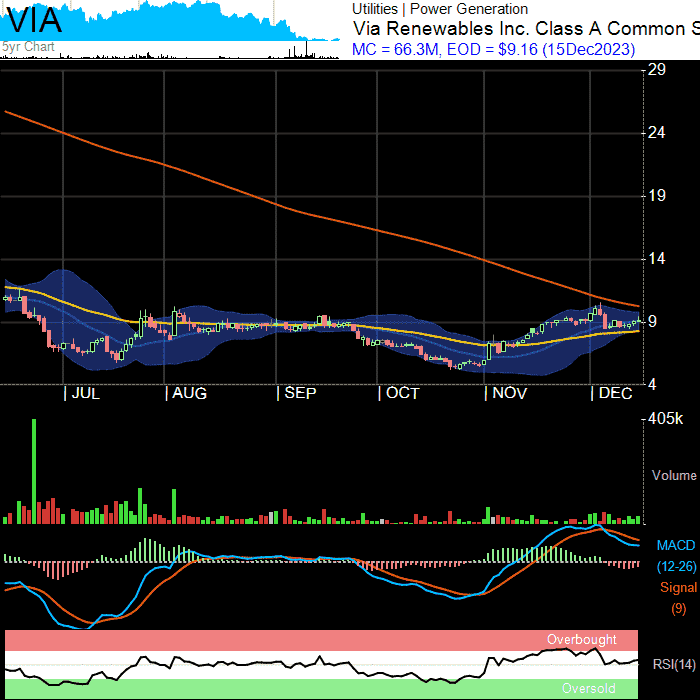 VIA
5yr Chart
Utilities | Power Generation
Via Renewables Inc. Class A Common S
MC = 66.3M, EOD = $9.16 (15Dec2023)
29
24
19
14
9
4
| JUL | AUG | SEP | OCT | NOV | DEC
405k
Volume
MACD
(12-26)
Signal
(9)
Overbought
RSI(14)
Oversold